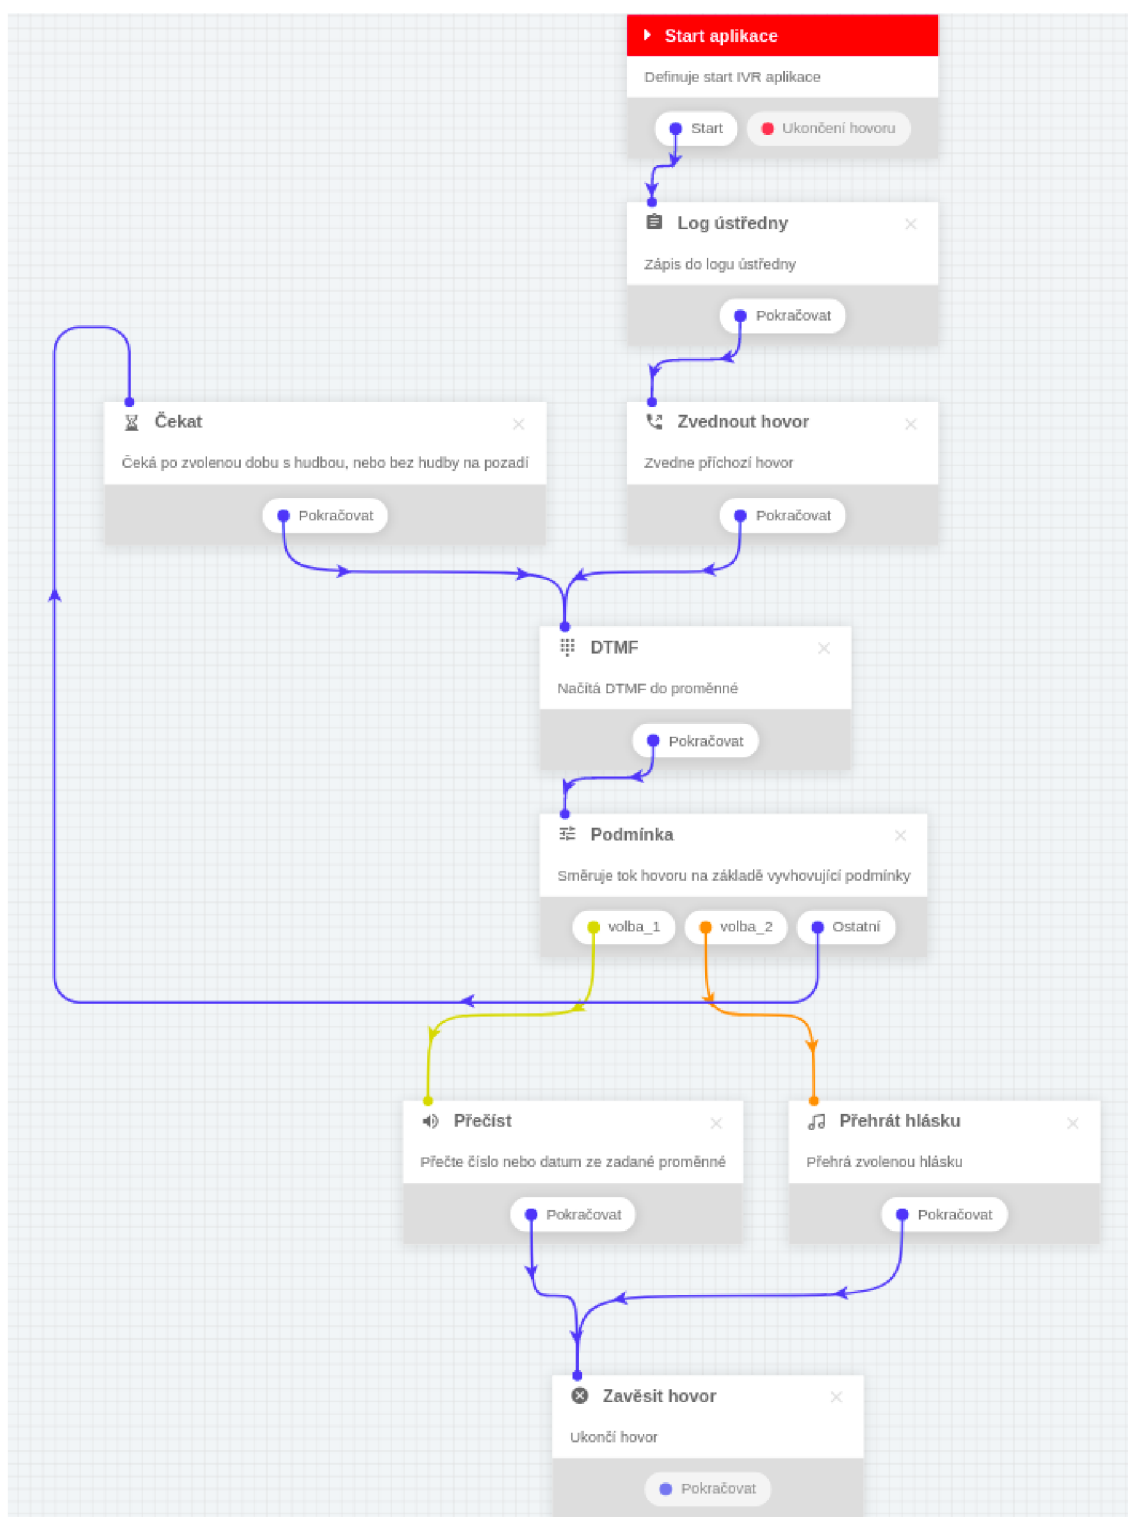 Start aplikace
Definuje start IVR aplikace
Start
Ukončení hovoru
Log ústředny
Zápis do logu ústředny
Pokračovat
Čekat
Čeká po zvolenou dobu s hudbou, nebo bez hudby na pozadí
Pokračovat
Zvednout hovor
Zvedne příchozí hovor
Pokračovat
DTMF
Načítá DTMF do proměnné
Pokračovat
Podmínka
Směruje tok hovoru na základě vyvhovující podmínky
volba_1
volba_2
Ostatní
Přečíst
Přečte číslo nebo datum ze zadané proměnné
Pokračovat
Přehrát hlásku
Přehrá zvolenou hlásku
Pokračovat
Zavěsit hovor
Ukončí hovor
Pokračovat